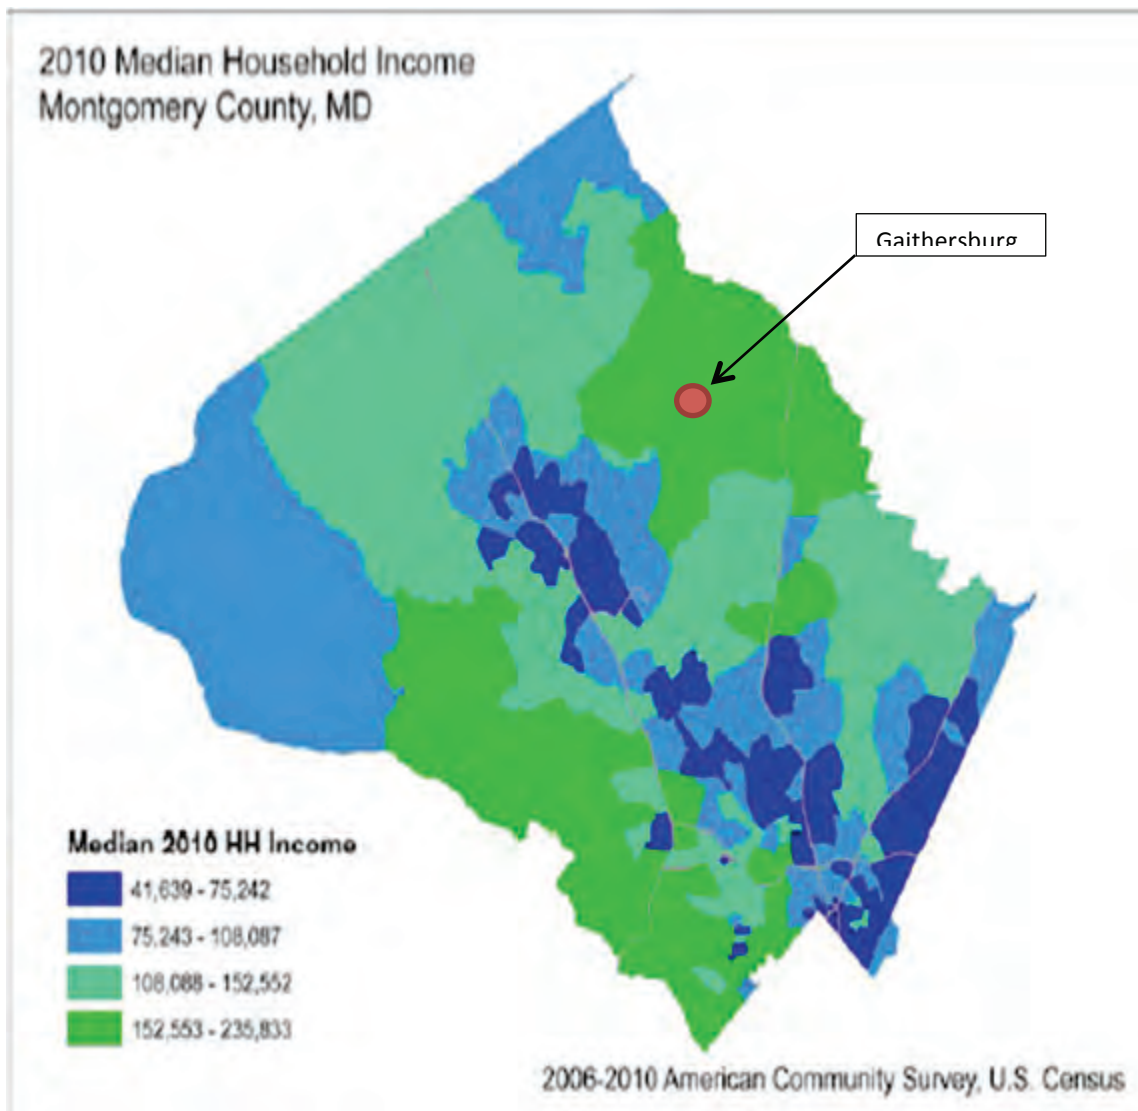 2010 Median Household Income
Montgomery County, MD
Gaithersburg
Median 2010 HH Income
41,639 - 75,242
75,243 - 108,087
108,088 - 152,552
152,553 - 235,833
2006-2010 American Community Survey, U.S. Census